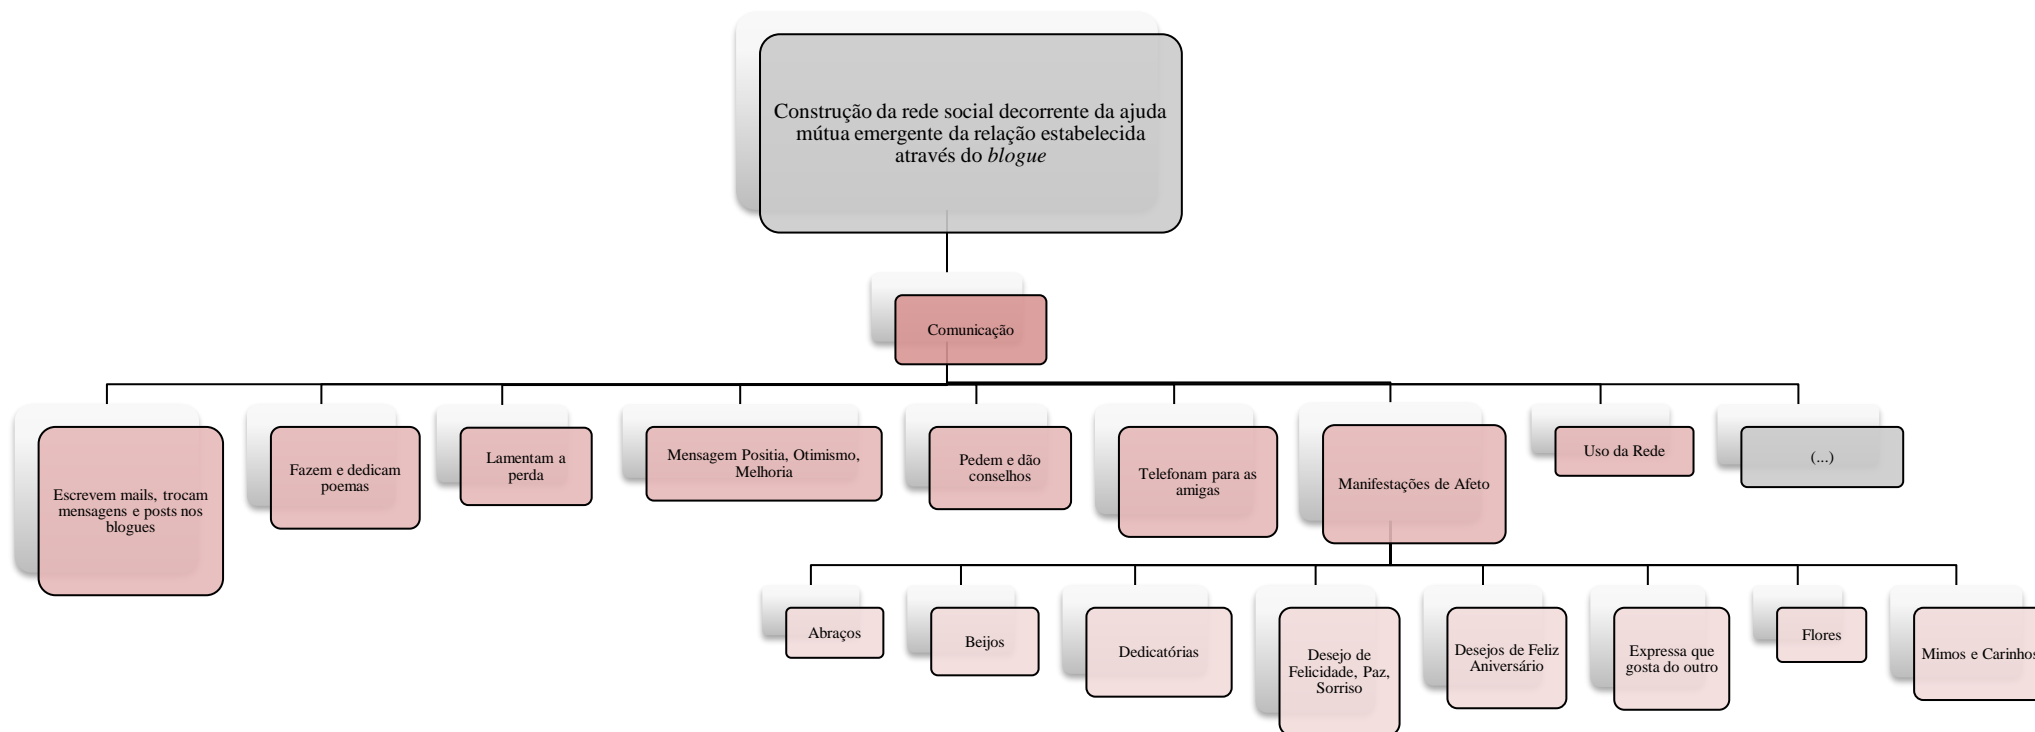 Construção da rede social decorrente da ajuda
mútua emergente da relação estabelecida
através do blogue
Comunicação
Escrevem mails, trocam
mensagens e posts nos
blogues
Fazem e dedicam
poemas
Lamentam a
perda
Mensagem Positia, Otimismo,
Melhoria
Pedem e dão
conselhos
Telefonam para as
amigas
Manifestações de Afeto
Uso da Rede
(...)
Abraços
Beijos
Dedicatórias
Desejo de
Felicidade, Paz,
Sorriso
Desejos de Feliz
Aniversário
Expressa que
gosta do outro
Flores
Mimos e Carinhos